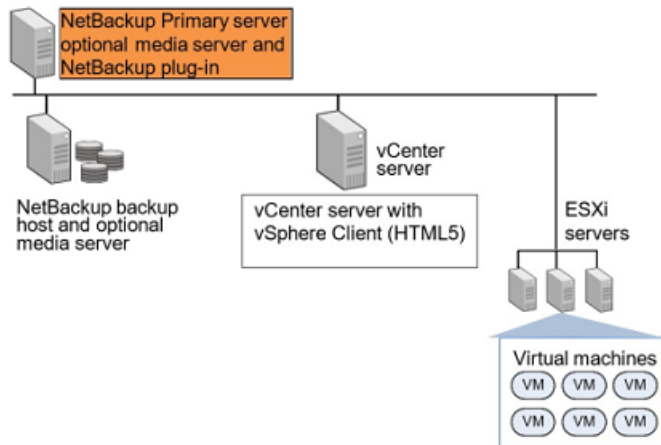 NetBackup Primary server
optional media server and
NetBackup plug-in
NetBackup backup
host and optional
media server
vCenter
server
vCenter server with
vSphere Client (HTML5)
ESXi
servers
Virtual machines
VM VM VM
VM VM VM